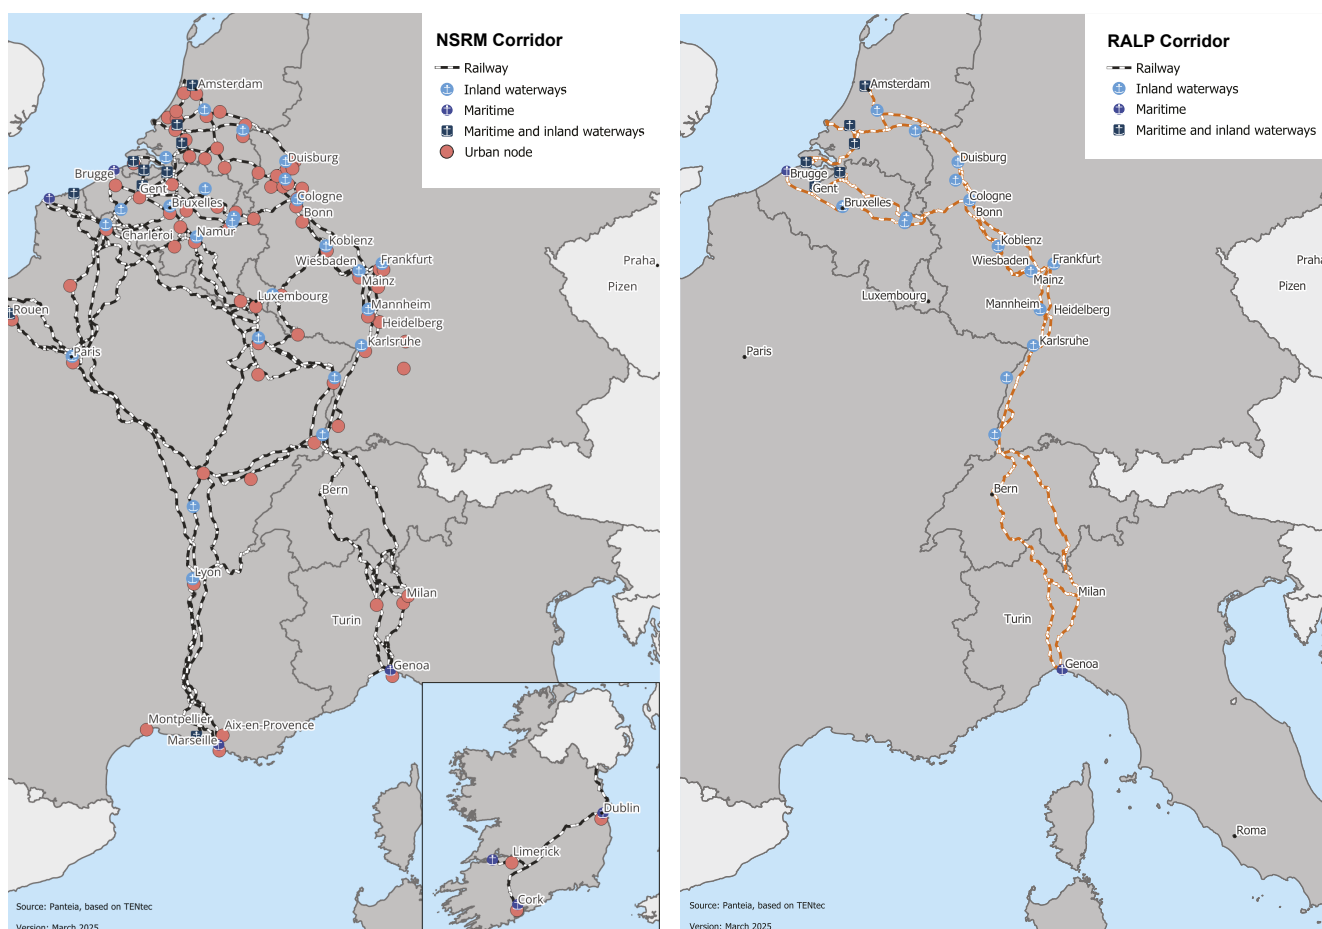 NSRM Corridor
Railway
Inland waterways
Maritime
Maritime and inland waterways
Urban node
Amsterdam
Duisburg
Brugge
Gent
Cologne
Bruxelles
Bonn
Charleroi
Namur
Koblenz
Wiesbaden
Frankfurt
Praha
Mainz
Pizen
Luxembourg
Mannheim
Rouen
Heidelberg
Karlsruhe
Paris
Bern
Lyon
Milan
Turin
Genoa
Montpellier
Aix-en-Provence
Marseille
Dublin
Limerick
Cork
Source: Panteia, based on TENtec
Version: March 2025
RALP Corridor
Railway
Inland waterways
Maritime
Maritime and inland waterways
Amsterdam
Duisburg
Brugge
Gent
Cologne
Bruxelles
Bonn
Koblenz
Wiesbaden
Frankfurt
Praha
Mainz
Pizen
Luxembourg
Mannheim
Heidelberg
Karlsruhe
Paris
Bern
Milan
Turin
Genoa
Roma
Source: Panteia, based on TENtec
Version: March 2025